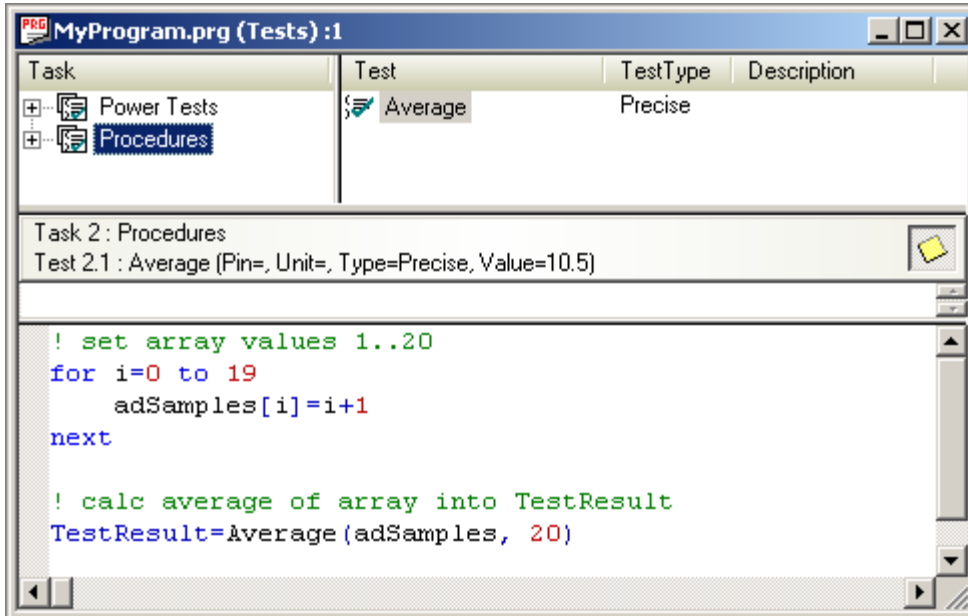 PRG MyProgram.prg (Tests) :1
Task Test TestType Description
Power Tests Average Precise
Procedures
Task 2 : Procedures
Test 2.1 : Average (Pin=, Unit=, Type=Precise, Value=10.5)
! set array values 1..20
for i=0 to 19
    adSamples[i]=i+1
next
! calc average of array into TestResult
TestResult=Average(adSamples, 20)